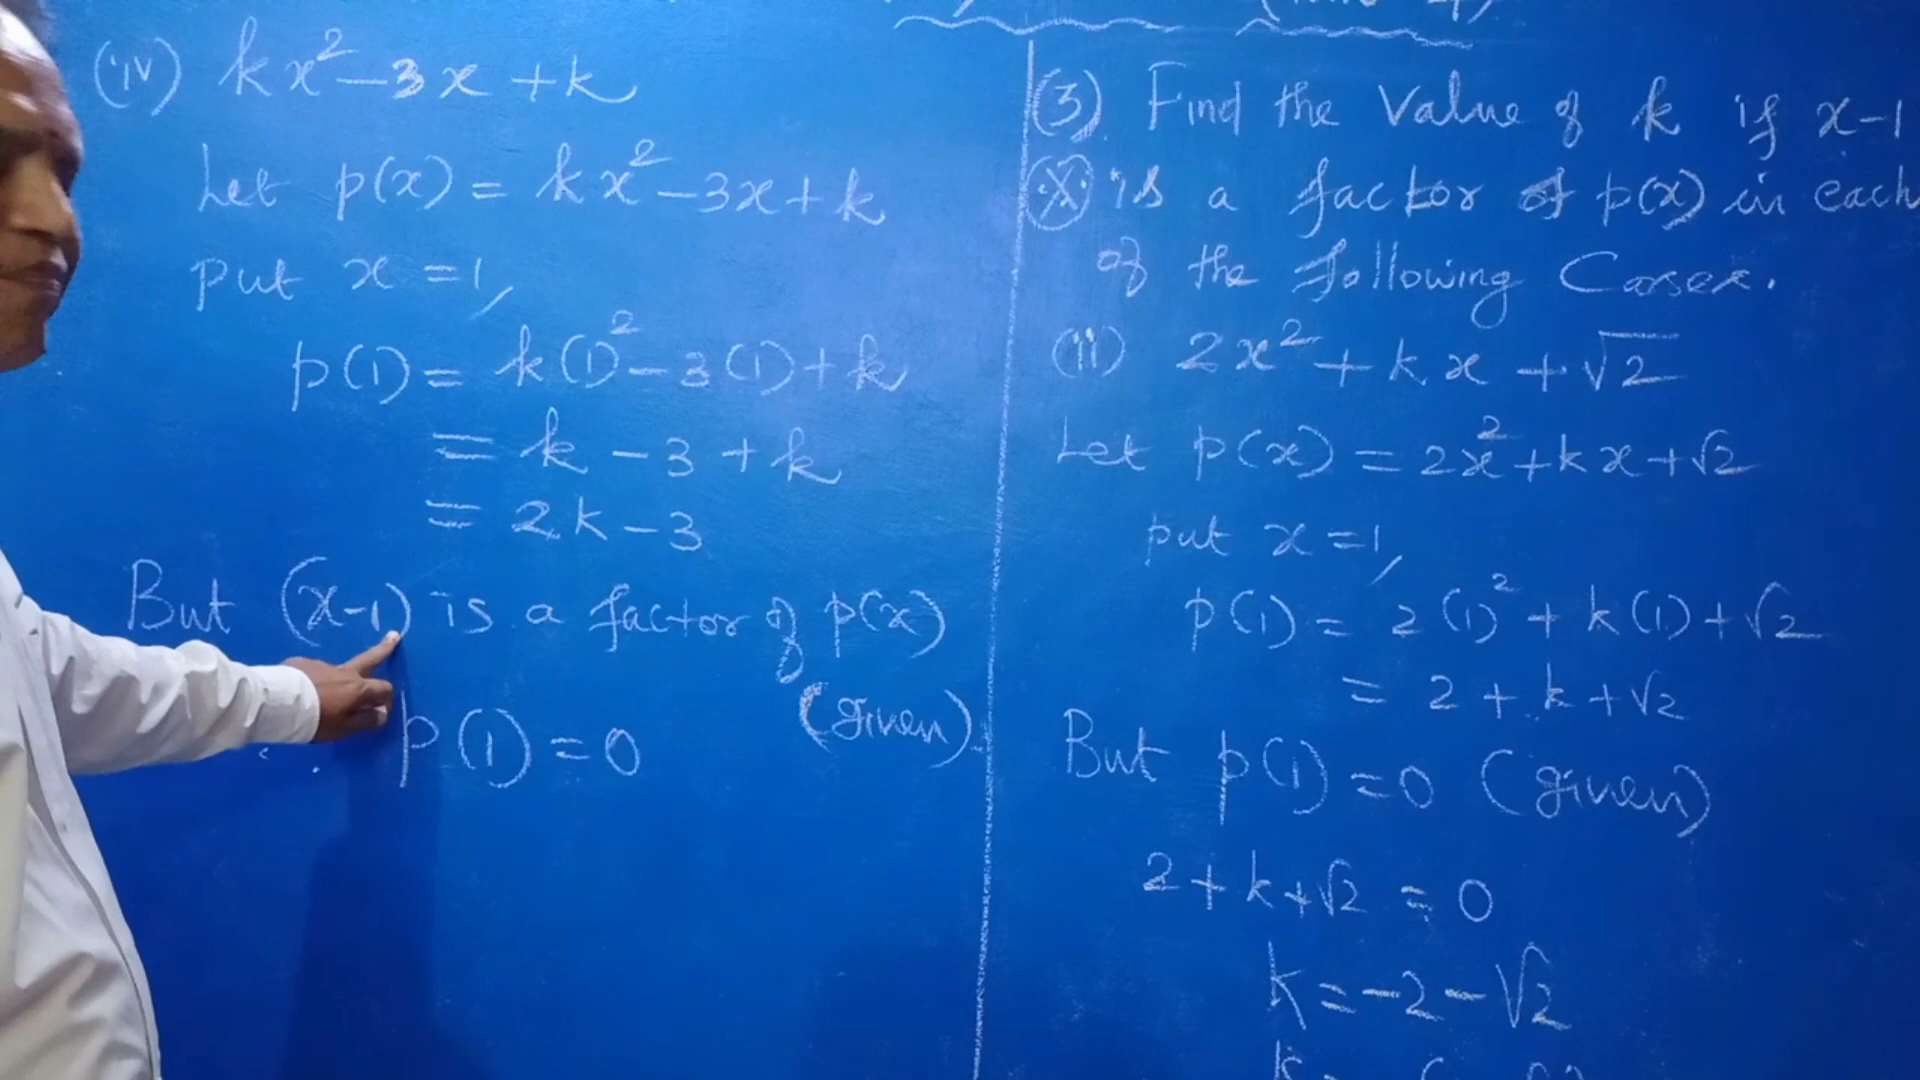 (iv) kx²-3x+k
Let p(x) = kx²-3x+k
put x=1,
p(1) = k(1)²-3(1)+k
= k-3+k
= 2k-3
But (x-1) is a factor of p(x)
(given).
p(1)=0
(3). Find the Value of k if x-1
is a factor of p(x) in each
of the following Cases.
(ii) 2x²+kx+√2
Let p(x) = 2x²+kx+√2
put x=1,
p(1) = 2(1)²+k(1)+√2
= 2+k+√2
But p(1)=0 (given)
2+k+√2 = 0
k=-2-√2